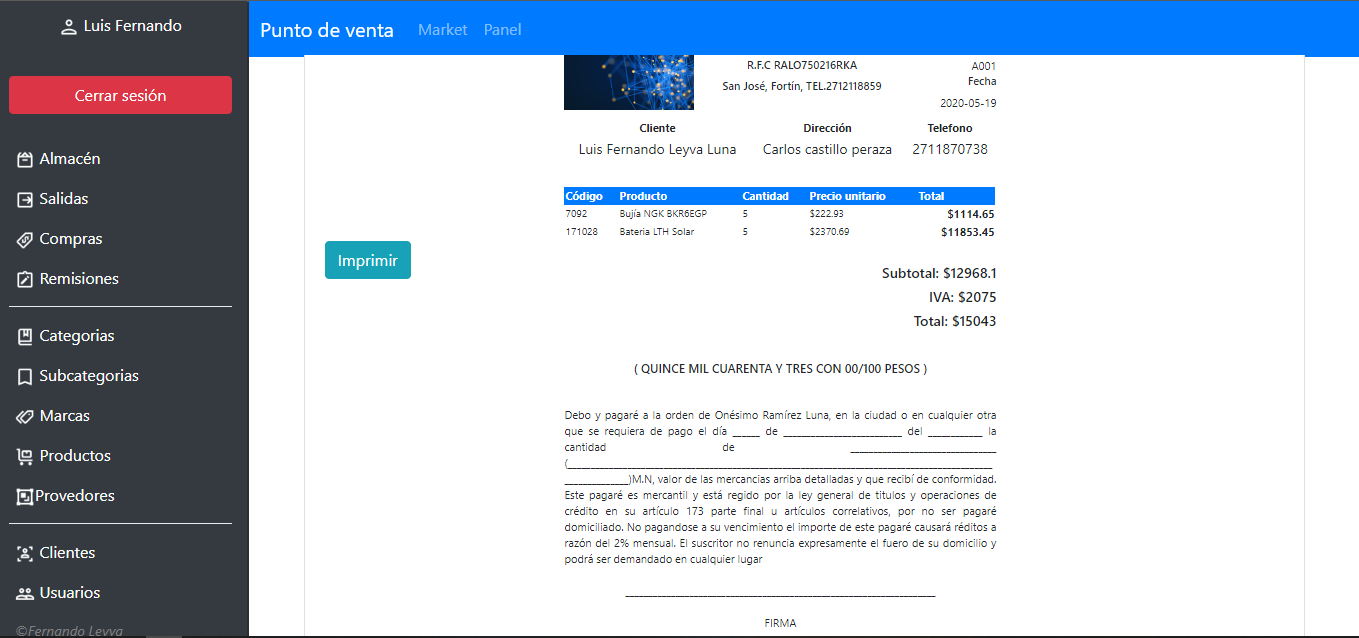 Luis Fernando
Cerrar sesión
Almacén
Salidas
Compras
Remisiones
Categorias
Subcategorias
Marcas
Productos
Provedores
Clientes
Usuarios
©Fernando Leyva
Punto de venta Market Panel
R.F.C RALO750216RKA
San José, Fortín, TEL.2712118859
A001
Fecha
2020-05-19
Cliente Dirección Telefono
Luis Fernando Leyva Luna Carlos castillo peraza 2711870738
Código Producto Cantidad Precio unitario Total
7092 Bujía NGK BKR6EGP 5 $222.93 $1114.65
171028 Bateria LTH Solar 5 $2370.69 $11853.45
Imprimir
Subtotal: $12968.1
IVA: $2075
Total: $15043
( QUINCE MIL CUARENTA Y TRES CON 00/100 PESOS )
Debo y pagaré a la orden de Onésimo Ramírez Luna, en la ciudad o en cualquier otra
que se requiera de pago el día ______ de __________________________ del ____________ la
cantidad de ________________________________
(______________________________________________________________________________________________
______________)M.N, valor de las mercancias arriba detalladas y que recibí de conformidad.
Este pagaré es mercantil y está regido por la ley general de titulos y operaciones de
crédito en su artículo 173 parte final u artículos correlativos, por no ser pagaré
domiciliado. No pagandose a su vencimiento el importe de este pagaré causará réditos a
razón del 2% mensual. El suscritor no renuncia expresamente el fuero de su domicilio y
podrá ser demandado en cualquier lugar
____________________________________________________________________
FIRMA